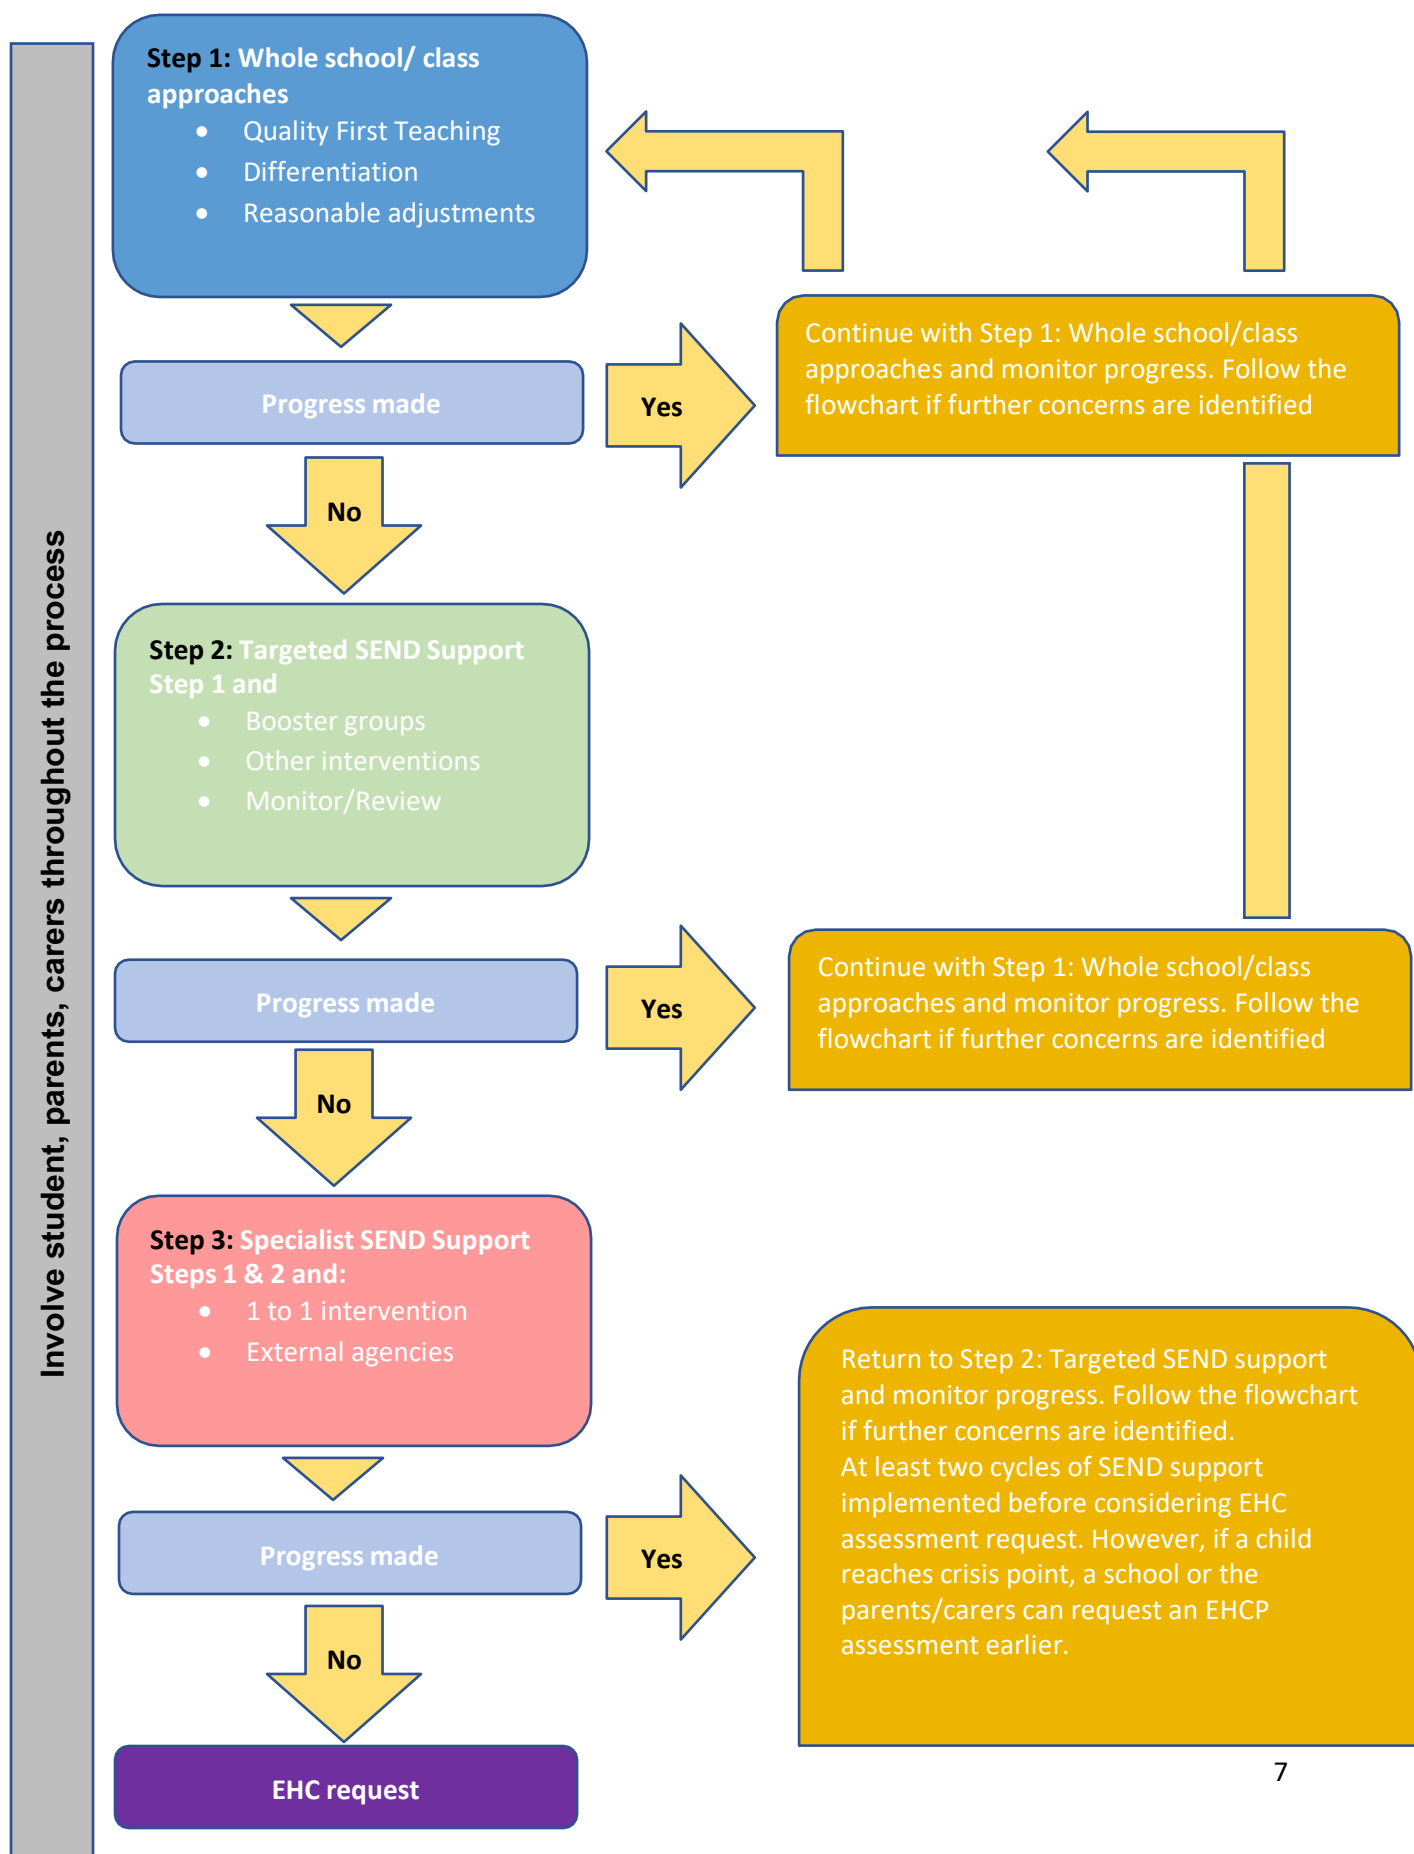 Involve student, parents, carers throughout the process
Step 1: Whole school/ class
approaches
• Quality First Teaching
• Differentiation
• Reasonable adjustments
Progress made
Yes
Continue with Step 1: Whole school/class
approaches and monitor progress. Follow the
flowchart if further concerns are identified
No
Step 2: Targeted SEND Support
Step 1 and
• Booster groups
• Other interventions
• Monitor/Review
Progress made
Yes
Continue with Step 1: Whole school/class
approaches and monitor progress. Follow the
flowchart if further concerns are identified
No
Step 3: Specialist SEND Support
Steps 1 & 2 and:
• 1 to 1 intervention
• External agencies
Progress made
Yes
Return to Step 2: Targeted SEND support
and monitor progress. Follow the flowchart
if further concerns are identified.
At least two cycles of SEND support
implemented before considering EHC
assessment request. However, if a child
reaches crisis point, a school or the
parents/carers can request an EHCP
assessment earlier.
No
EHC request
7